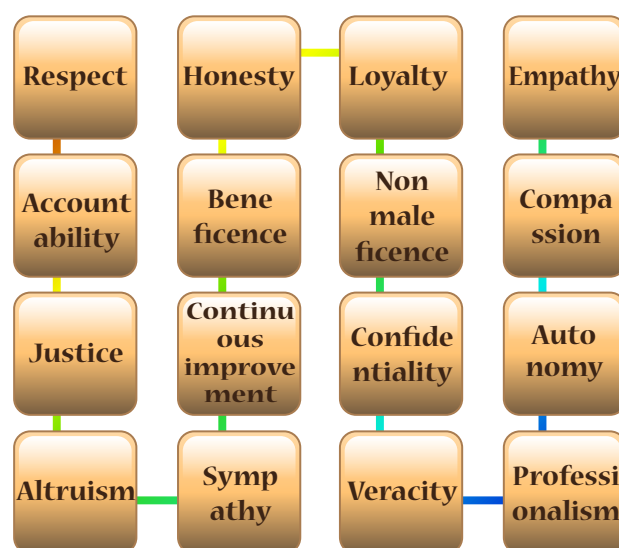 Respect
Honesty
Loyalty
Empathy
Account
ability
Bene
ficence
Non
male
ficence
Compa
ssion
Justice
Continu
ous
improve
ment
Confide
ntiality
Auto
nomy
Altruism
Symp
athy
Veracity
Professi
onalism